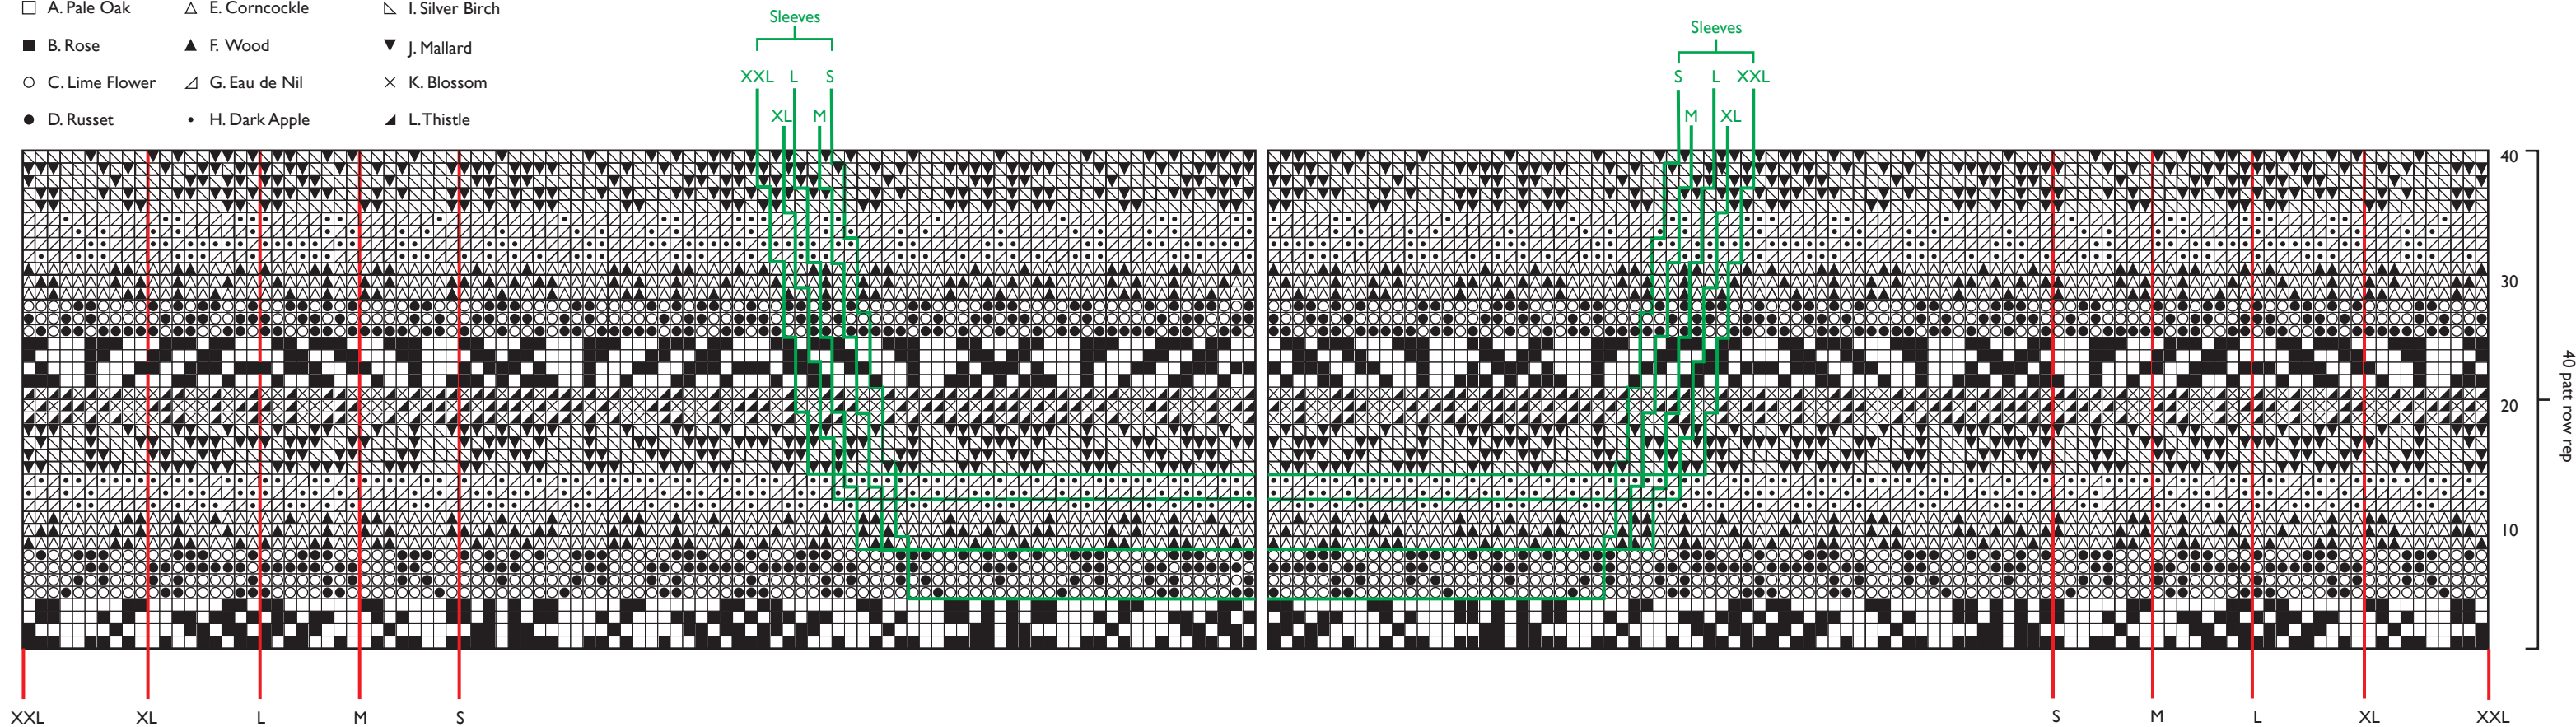 A. Pale Oak
E. Corncockle
I. Silver Birch
B. Rose
F. Wood
J. Mallard
C. Lime Flower
G. Eau de Nil
K. Blossom
D. Russet
H. Dark Apple
L. Thistle
Sleeves
XXL L S
XL M
Sleeves
S L XXL
M XL
40
30
20
10
40 patt row rep
XXL XL L M S
S M L XL XXL